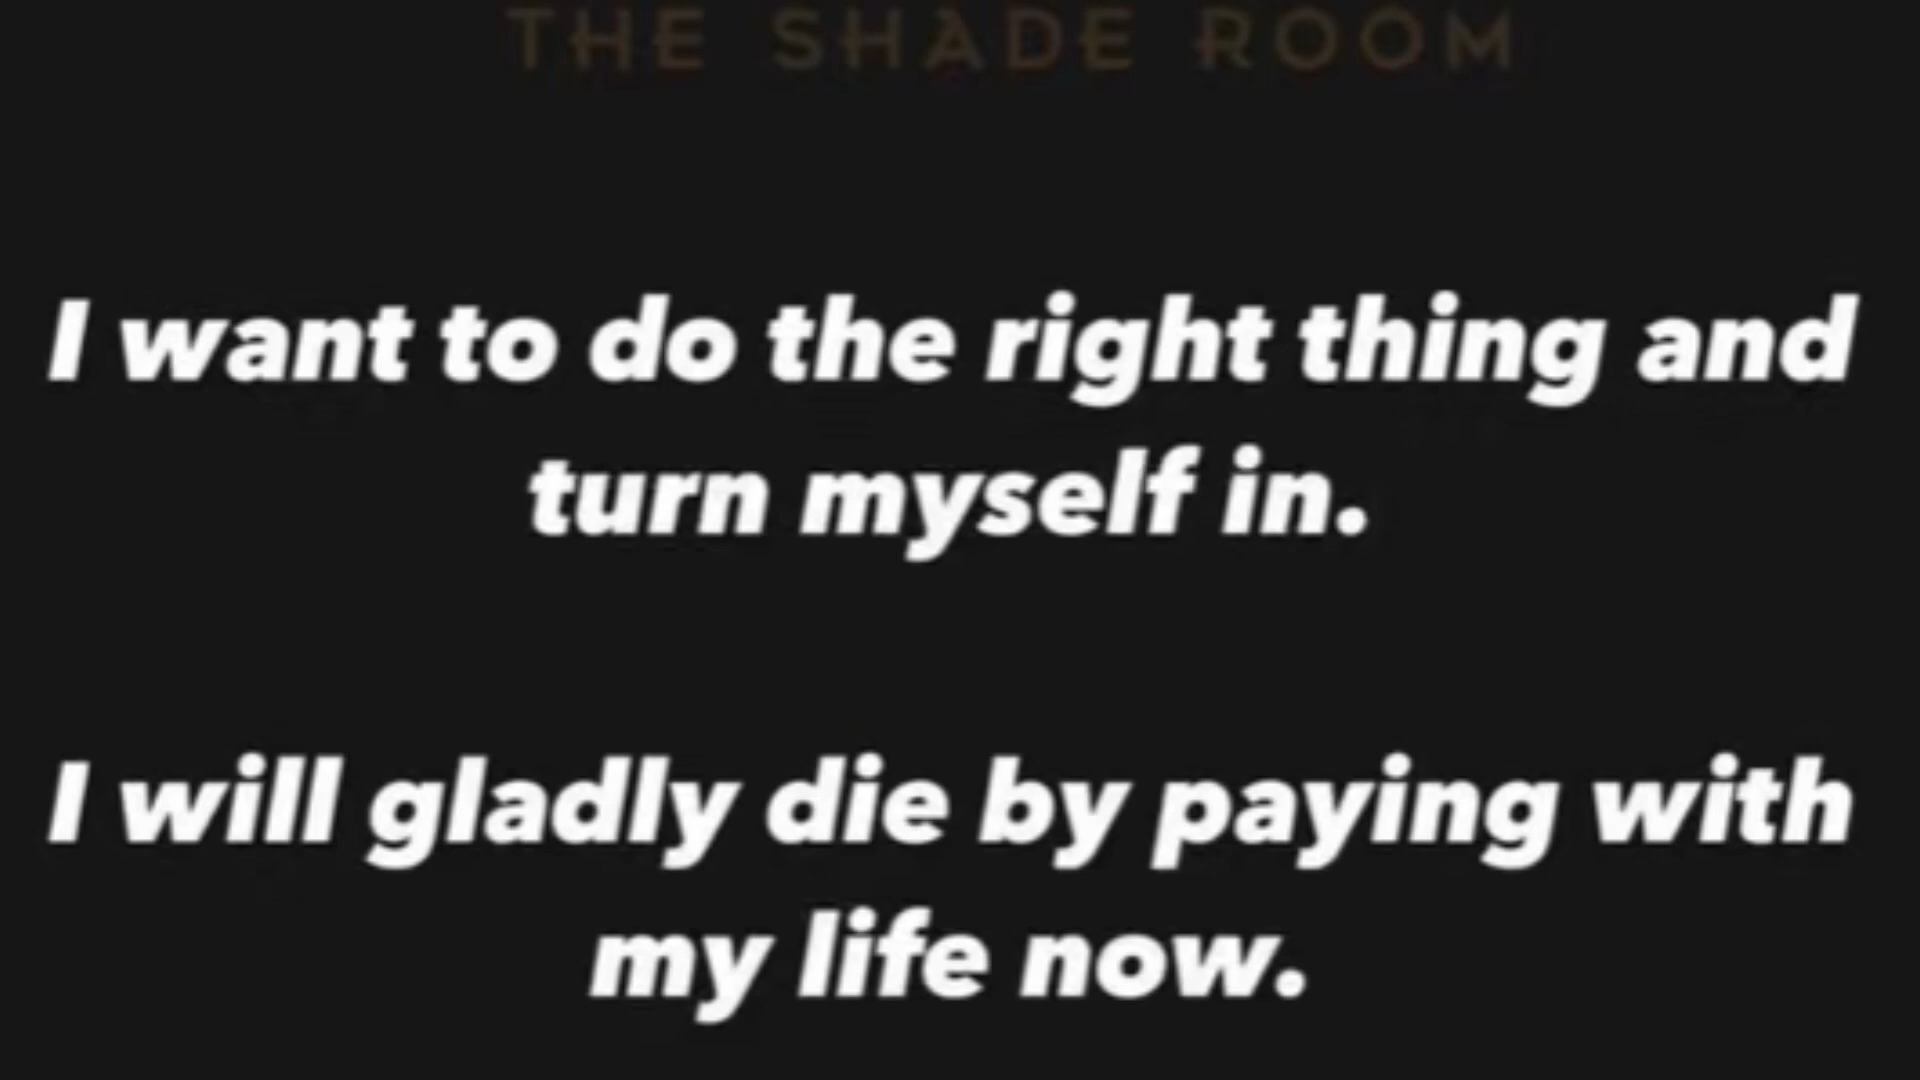 THE SHADE ROOM
I want to do the right thing and
turn myself in.
I will gladly die by paying with
my life now.